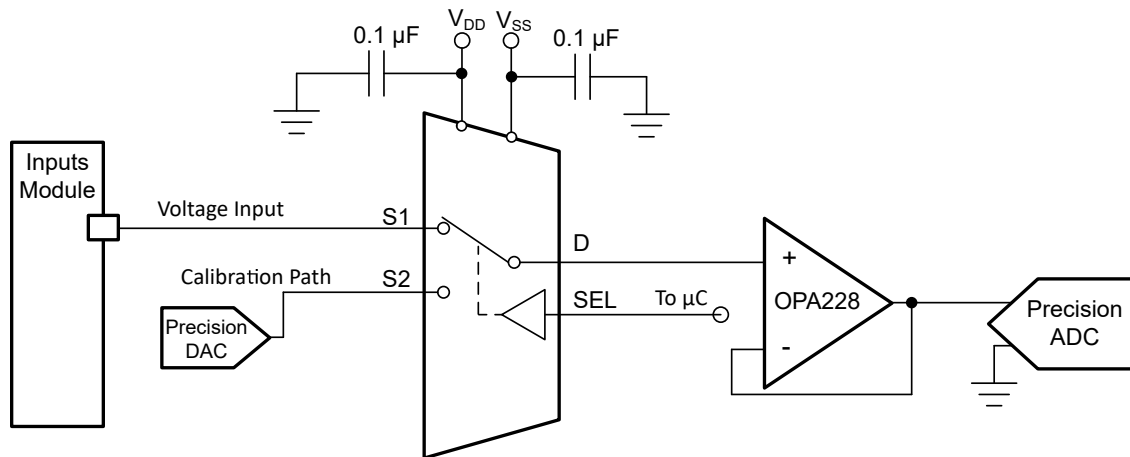 V_DD
V_SS
0.1 µF
0.1 µF
Inputs
Module
Voltage Input
S1
D
Calibration Path
S2
SEL
To µC
Precision
DAC
+
OPA228
-
Precision
ADC